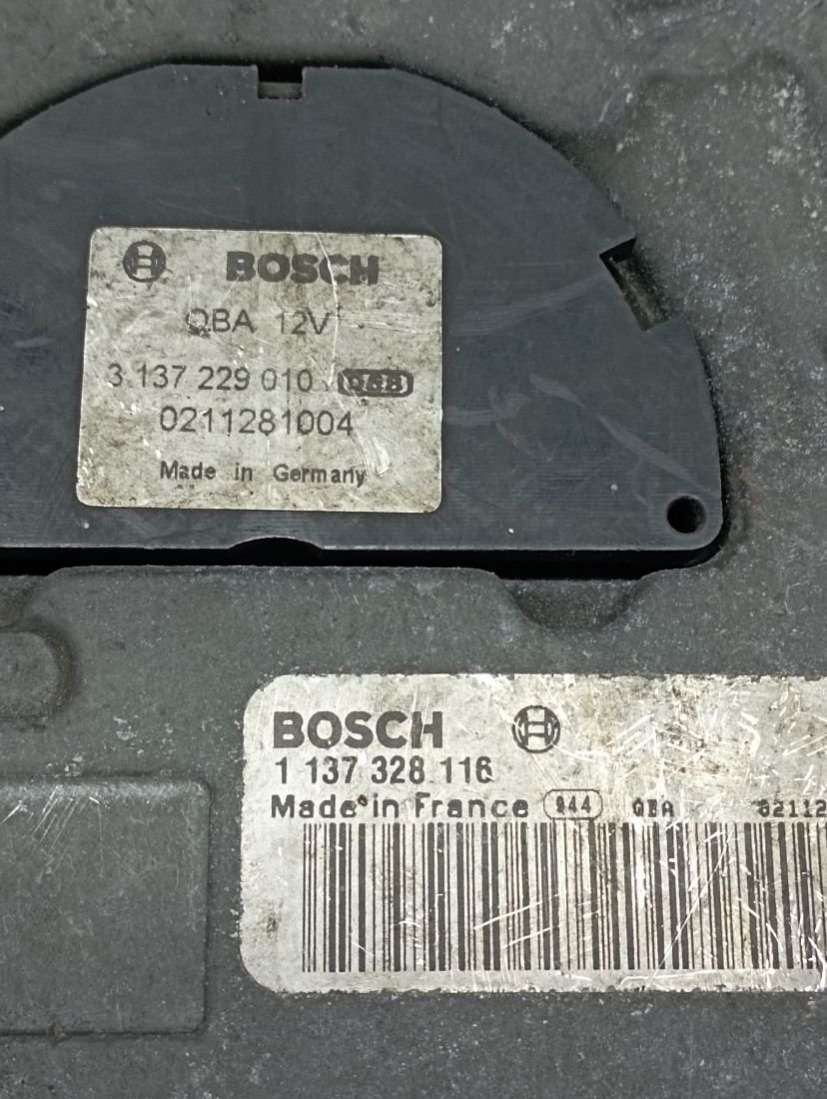 BOSCH
QBA 12V
3 137 229 010
0211281004
Made in Germany
BOSCH
1 137 328 116
Made in France 944 QBA 02112